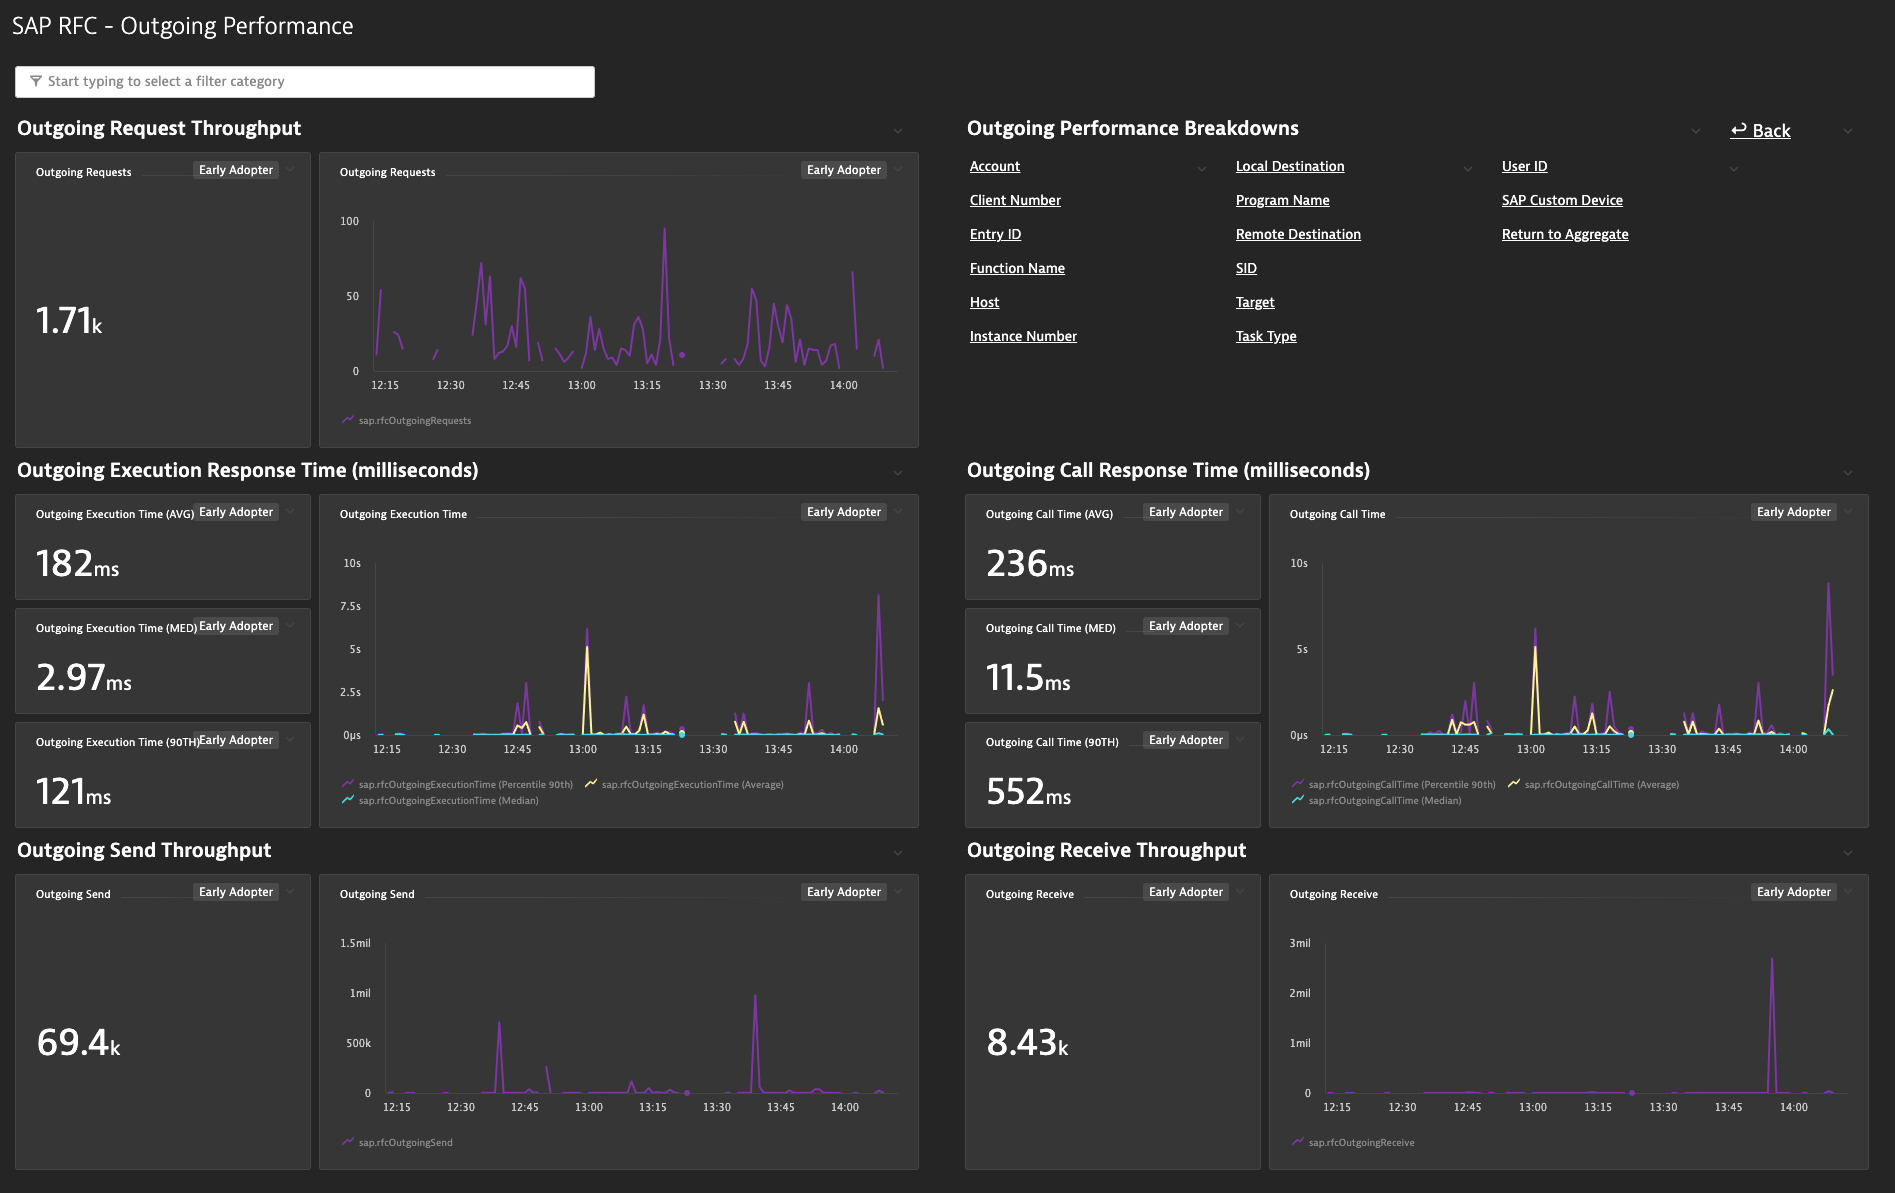 SAP RFC - Outgoing Performance
Start typing to select a filter category
Outgoing Request Throughput
Outgoing Requests
Early Adopter
1.71k
Outgoing Requests
Early Adopter
100
50
0
12:15 12:30 12:45 13:00 13:15 13:30 13:45 14:00
sap.rfcOutgoingRequests
Outgoing Performance Breakdowns
Back
Account
Client Number
Entry ID
Function Name
Host
Instance Number
Local Destination
Program Name
Remote Destination
SID
Target
Task Type
User ID
SAP Custom Device
Return to Aggregate
Outgoing Execution Response Time (milliseconds)
Outgoing Execution Time (AVG)
Early Adopter
182ms
Outgoing Execution Time (MED)
Early Adopter
2.97ms
Outgoing Execution Time (90TH)
Early Adopter
121ms
Outgoing Execution Time
Early Adopter
10s
7.5s
5s
2.5s
0μs
12:15 12:30 12:45 13:00 13:15 13:30 13:45 14:00
sap.rfcOutgoingExecutionTime (Percentile 90th) sap.rfcOutgoingExecutionTime (Average)
sap.rfcOutgoingExecutionTime (Median)
Outgoing Call Response Time (milliseconds)
Outgoing Call Time (AVG)
Early Adopter
236ms
Outgoing Call Time (MED)
Early Adopter
11.5ms
Outgoing Call Time (90TH)
Early Adopter
552ms
Outgoing Call Time
Early Adopter
10s
5s
0μs
12:15 12:30 12:45 13:00 13:15 13:30 13:45 14:00
sap.rfcOutgoingCallTime (Percentile 90th) sap.rfcOutgoingCallTime (Average)
sap.rfcOutgoingCallTime (Median)
Outgoing Send Throughput
Outgoing Send
Early Adopter
69.4k
Outgoing Send
Early Adopter
1.5mil
1mil
500k
0
12:15 12:30 12:45 13:00 13:15 13:30 13:45 14:00
sap.rfcOutgoingSend
Outgoing Receive Throughput
Outgoing Receive
Early Adopter
8.43k
Outgoing Receive
Early Adopter
3mil
2mil
1mil
0
12:15 12:30 12:45 13:00 13:15 13:30 13:45 14:00
sap.rfcOutgoingReceive